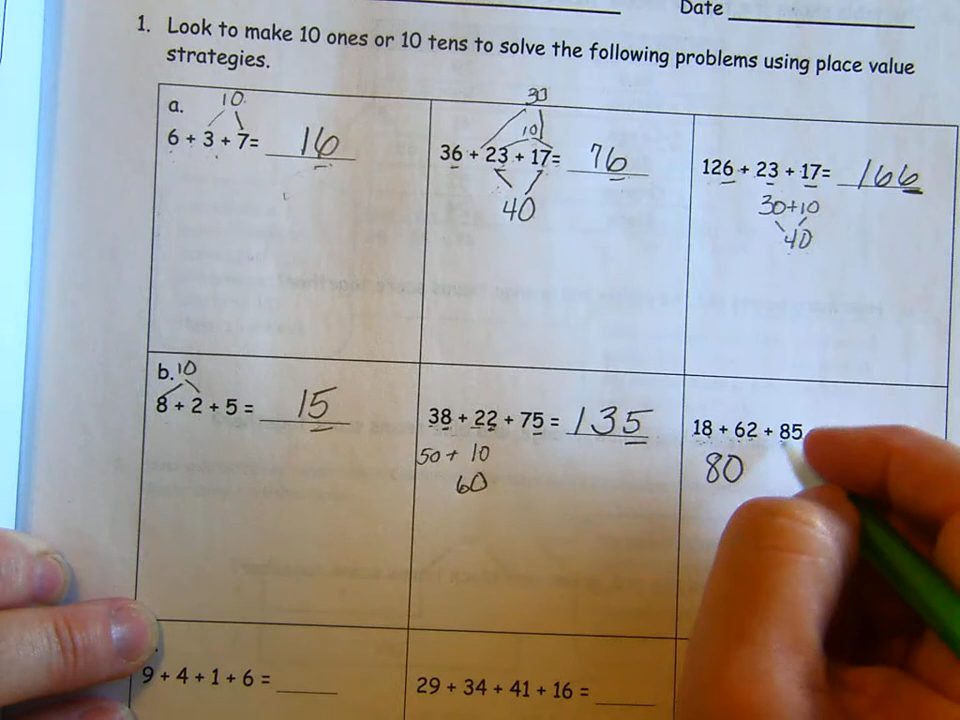 Date
1. Look to make 10 ones or 10 tens to solve the following problems using place value
strategies.
a.
10
6 + 3 + 7= 16
30
10
36 + 23 + 17= 76
40
126 + 23 + 17= 166
30+10
40
b.
10
8 + 2 + 5 = 15
38 + 22 + 75 = 135
50 + 10
60
18 + 62 + 85
80
9 + 4 + 1 + 6 =
29 + 34 + 41 + 16 =